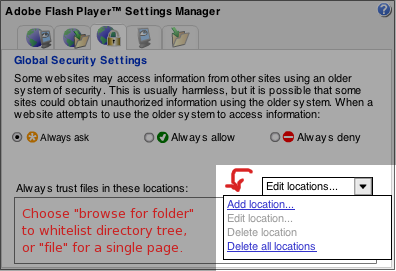 Adobe Flash Player™ Settings Manager
?
Global Security Settings
Some websites may access information from other sites using an older
system of security. This is usually harmless, but it is possible that some
sites could obtain unauthorized information using the older system. When a
website attempts to use the older system to access information:
Always ask Always allow Always deny
Always trust files in these locations: Edit locations...
Add location...
Edit location...
Delete location
Delete all locations
Choose "browse for folder"
to whitelist directory tree,
or "file" for a single page.